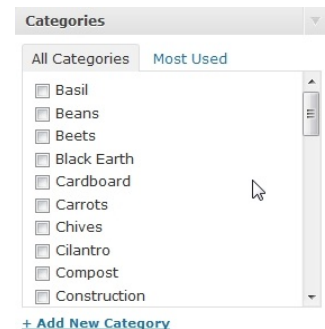 Categories
All Categories Most Used
Basil
Beans
Beets
Black Earth
Cardboard
Carrots
Chives
Cilantro
Compost
Construction
+ Add New Category